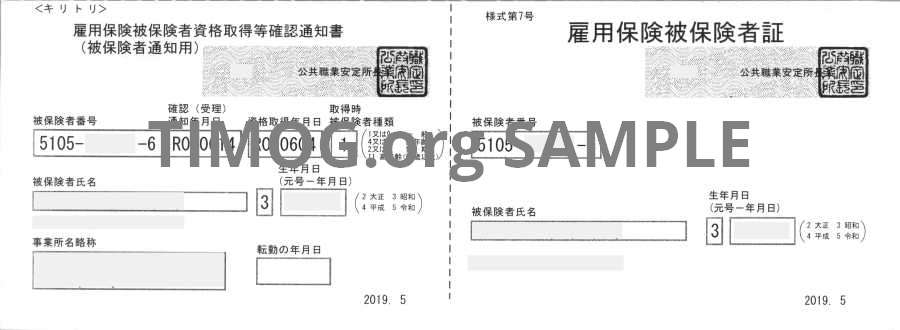 ＜キリトリ＞
雇用保険被保険者資格取得等確認通知書
（被保険者通知用）
公共職業安定所長
被保険者番号
確認（受理）
通知年月日
資格取得年月日
取得時
被保険者種類
5105-
-6
1
被保険者氏名
生年月日
（元号－年月日）
3
2 大正 3 昭和
4 平成 5 令和
事業所名略称
転勤の年月日
2019. 5
様式第7号
雇用保険被保険者証
公共職業安定所長
被保険者番号
5105
被保険者氏名
生年月日
（元号－年月日）
3
2 大正 3 昭和
4 平成 5 令和
2019. 5
TIMOG.org SAMPLE